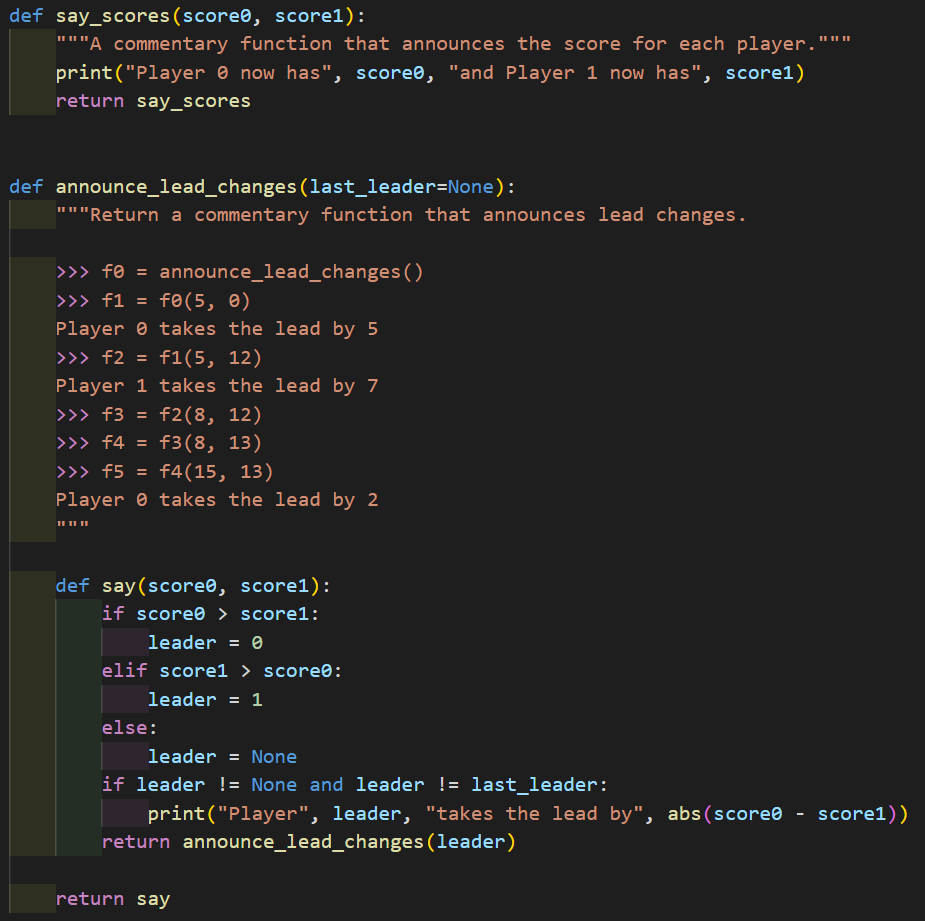 def say_scores(score0, score1):
    """A commentary function that announces the score for each player."""
    print("Player 0 now has", score0, "and Player 1 now has", score1)
    return say_scores
def announce_lead_changes(last_leader=None):
    """Return a commentary function that announces lead changes.
    >>> f0 = announce_lead_changes()
    >>> f1 = f0(5, 0)
    Player 0 takes the lead by 5
    >>> f2 = f1(5, 12)
    Player 1 takes the lead by 7
    >>> f3 = f2(8, 12)
    >>> f4 = f3(8, 13)
    >>> f5 = f4(15, 13)
    Player 0 takes the lead by 2
    """
    def say(score0, score1):
        if score0 > score1:
            leader = 0
        elif score1 > score0:
            leader = 1
        else:
            leader = None
        if leader != None and leader != last_leader:
            print("Player", leader, "takes the lead by", abs(score0 - score1))
        return announce_lead_changes(leader)
    return say